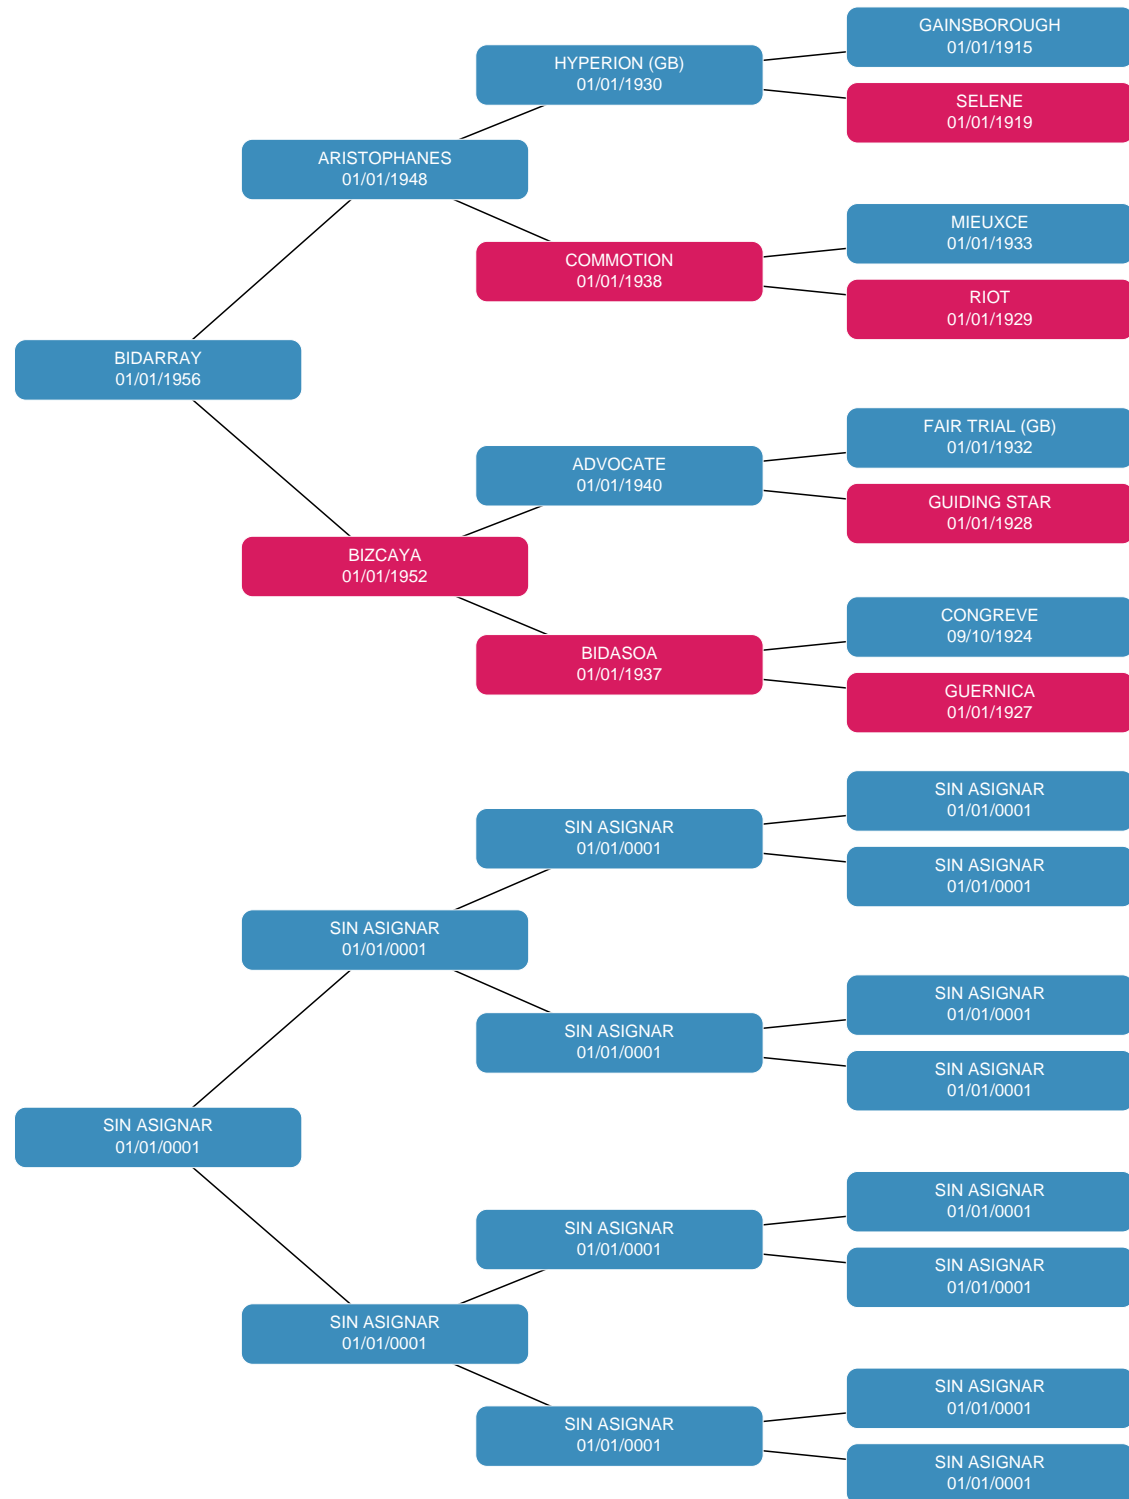 GAINSBOROUGH
01/01/1915
HYPERION (GB)
01/01/1930
SELENE
01/01/1919
ARISTOPHANES
01/01/1948
MIEUXCE
01/01/1933
COMMOTION
01/01/1938
RIOT
01/01/1929
BIDARRAY
01/01/1956
FAIR TRIAL (GB)
01/01/1932
ADVOCATE
01/01/1940
GUIDING STAR
01/01/1928
BIZCAYA
01/01/1952
CONGREVE
09/10/1924
BIDASOA
01/01/1937
GUERNICA
01/01/1927
SIN ASIGNAR
01/01/0001
SIN ASIGNAR
01/01/0001
SIN ASIGNAR
01/01/0001
SIN ASIGNAR
01/01/0001
SIN ASIGNAR
01/01/0001
SIN ASIGNAR
01/01/0001
SIN ASIGNAR
01/01/0001
SIN ASIGNAR
01/01/0001
SIN ASIGNAR
01/01/0001
SIN ASIGNAR
01/01/0001
SIN ASIGNAR
01/01/0001
SIN ASIGNAR
01/01/0001
SIN ASIGNAR
01/01/0001
SIN ASIGNAR
01/01/0001
SIN ASIGNAR
01/01/0001